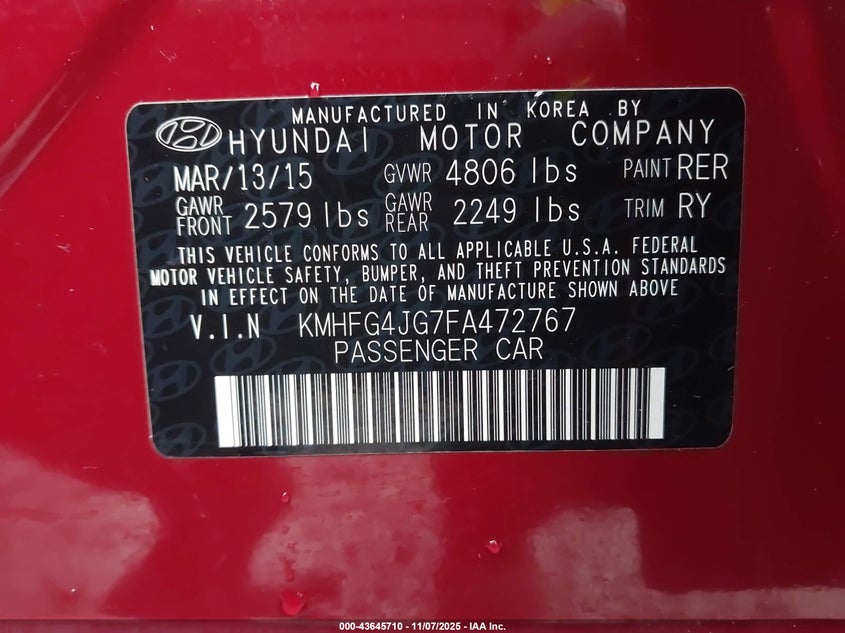 MANUFACTURED IN KOREA BY
HYUNDAI MOTOR COMPANY
MAR/13/15 GVWR 4806 lbs PAINT RER
GAWR FRONT 2579 lbs GAWR REAR 2249 lbs TRIM RY
THIS VEHICLE CONFORMS TO ALL APPLICABLE U.S.A. FEDERAL
MOTOR VEHICLE SAFETY, BUMPER, AND THEFT PREVENTION STANDARDS
IN EFFECT ON THE DATE OF MANUFACTURE SHOWN ABOVE
V.I.N KMHFG4JG7FA472767
PASSENGER CAR
000-43645710 - 11/07/2025 - IAA Inc.